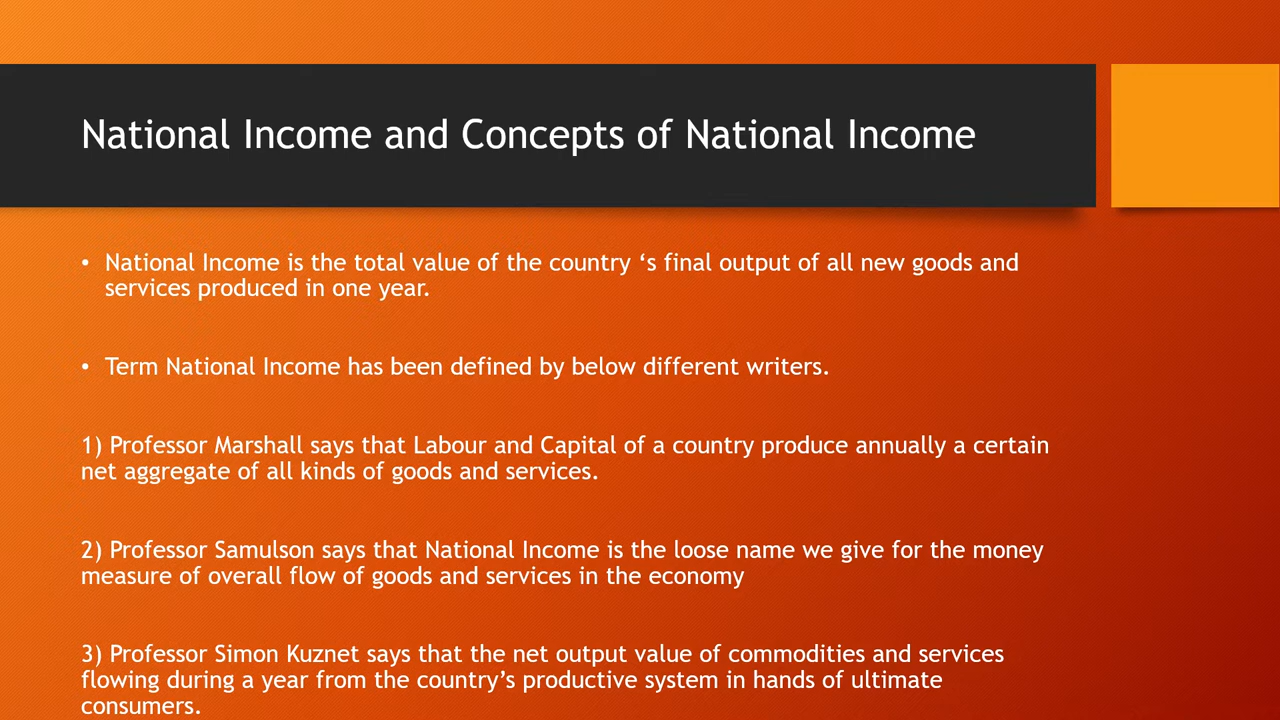 National Income and Concepts of National Income
• National Income is the total value of the country ‘s final output of all new goods and
services produced in one year.
• Term National Income has been defined by below different writers.
1) Professor Marshall says that Labour and Capital of a country produce annually a certain
net aggregate of all kinds of goods and services.
2) Professor Samulson says that National Income is the loose name we give for the money
measure of overall flow of goods and services in the economy
3) Professor Simon Kuznet says that the net output value of commodities and services
flowing during a year from the country’s productive system in hands of ultimate
consumers.